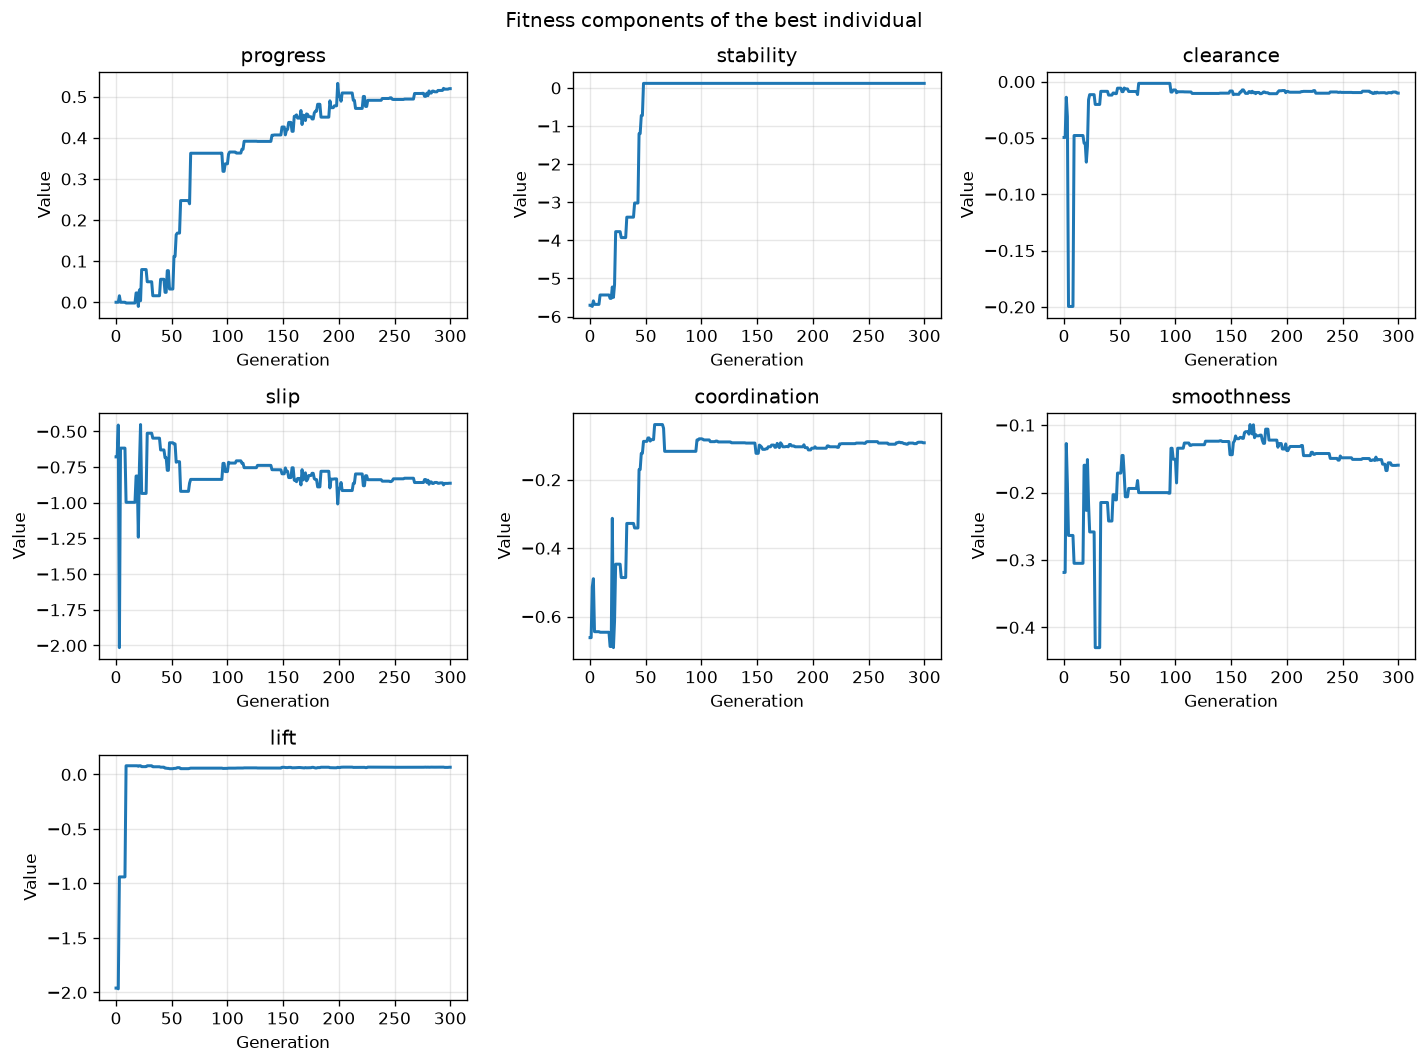 Fitness components of the best individual
progress
stability
clearance
Value
0.5
0.4
0.3
0.2
0.1
0.0
0 50 100 150 200 250 300
Generation
Value
0
−1
−2
−3
−4
−5
−6
0 50 100 150 200 250 300
Generation
Value
0.00
−0.05
−0.10
−0.15
−0.20
0 50 100 150 200 250 300
Generation
slip
coordination
smoothness
Value
−0.50
−0.75
−1.00
−1.25
−1.50
−1.75
−2.00
0 50 100 150 200 250 300
Generation
Value
−0.2
−0.4
−0.6
0 50 100 150 200 250 300
Generation
Value
−0.1
−0.2
−0.3
−0.4
0 50 100 150 200 250 300
Generation
lift
Value
0.0
−0.5
−1.0
−1.5
−2.0
0 50 100 150 200 250 300
Generation